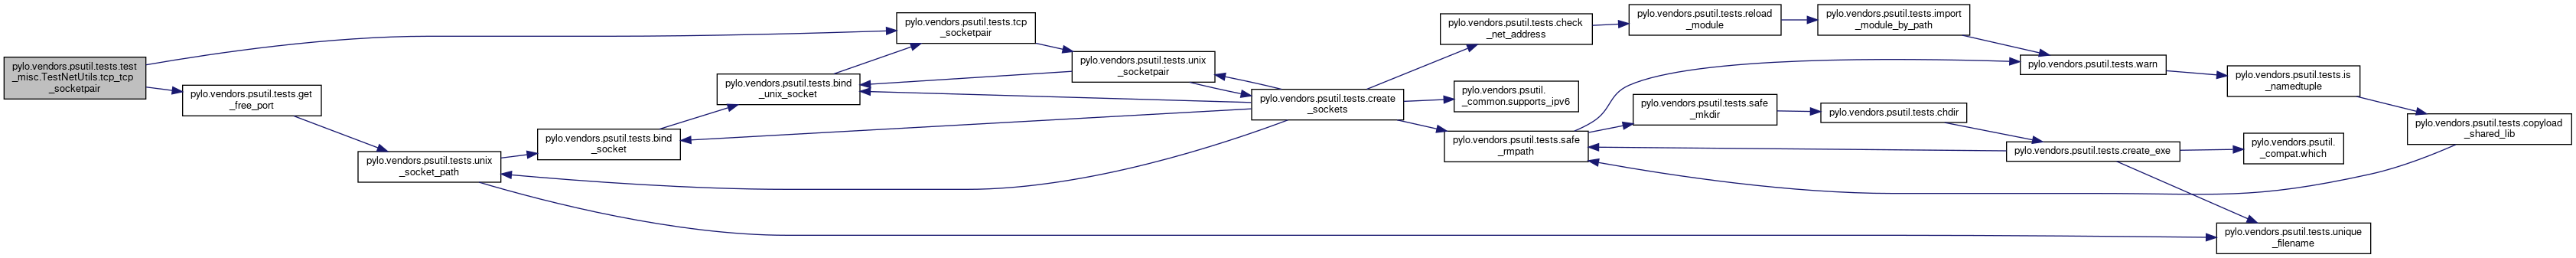 pylo.vendors.psutil.tests.test
_misc.TestNetUtils.tcp_tcp
_socketpair
pylo.vendors.psutil.tests.get
_free_port
pylo.vendors.psutil.tests.unix
_socket_path
pylo.vendors.psutil.tests.bind
_socket
pylo.vendors.psutil.tests.bind
_unix_socket
pylo.vendors.psutil.tests.tcp
_socketpair
pylo.vendors.psutil.tests.unix
_socketpair
pylo.vendors.psutil.tests.create
_sockets
pylo.vendors.psutil.tests.check
_net_address
pylo.vendors.psutil.
_common.supports_ipv6
pylo.vendors.psutil.tests.safe
_rmpath
pylo.vendors.psutil.tests.reload
_module
pylo.vendors.psutil.tests.safe
_mkdir
pylo.vendors.psutil.tests.import
_module_by_path
pylo.vendors.psutil.tests.chdir
pylo.vendors.psutil.tests.warn
pylo.vendors.psutil.tests.create_exe
pylo.vendors.psutil.tests.is
_namedtuple
pylo.vendors.psutil.
_compat.which
pylo.vendors.psutil.tests.unique
_filename
pylo.vendors.psutil.tests.copyload
_shared_lib